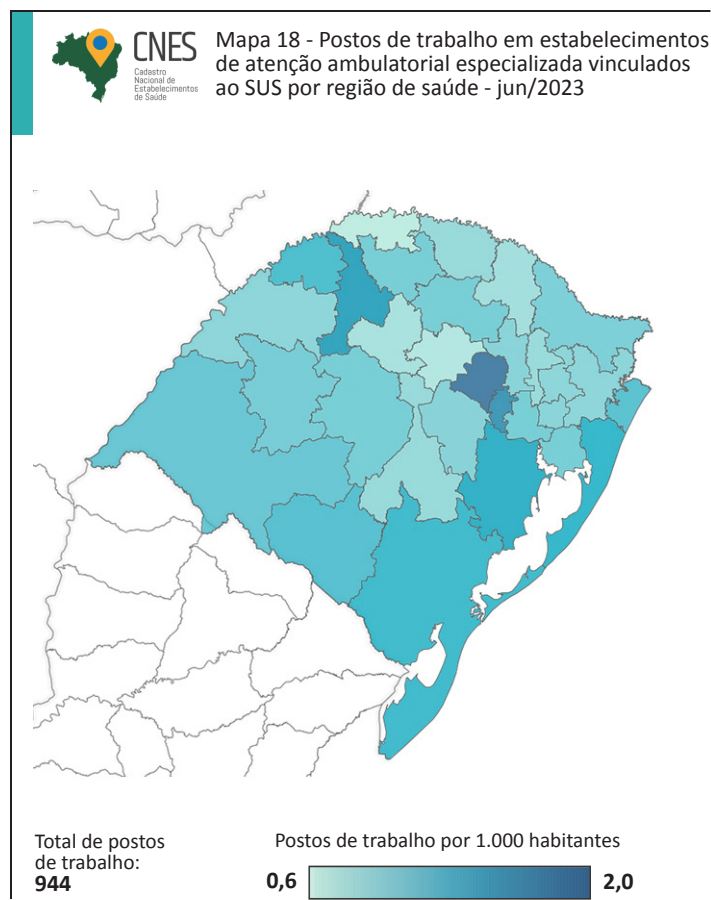 CNES
Cadastro
Nacional de
Estabelecimentos
de Saúde
Mapa 18 - Postos de trabalho em estabelecimentos
de atenção ambulatorial especializada vinculados
ao SUS por região de saúde - jun/2023
Total de postos
de trabalho:
944
Postos de trabalho por 1.000 habitantes
0,6
2,0